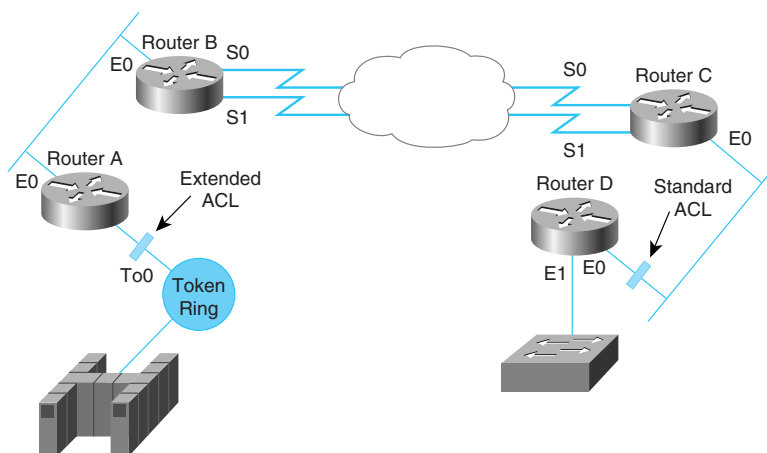 Router B
E0
S0
S1
S0
Router C
S1
E0
Router A
E0
Extended
ACL
To0
Token
Ring
Router D
Standard
ACL
E1
E0